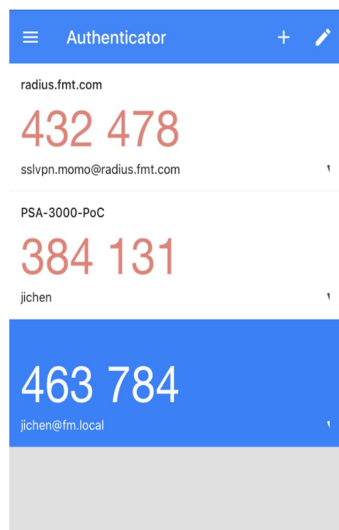 Authenticator
radius.fmt.com
432 478
sslvpn.momo@radius.fmt.com
PSA-3000-PoC
384 131
jichen
463 784
jichen@fm.local